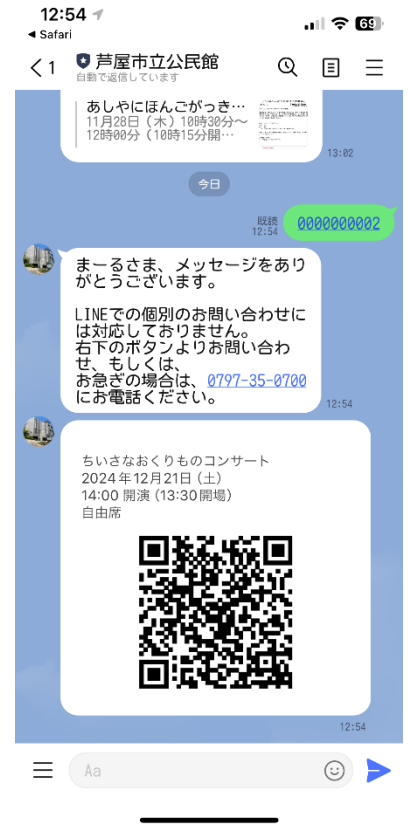 12:54
69
◀ Safari
1
芦屋市立公民館
自動で返信しています
あしやにほんごがっき…
11月28日（木）10時30分〜
12時00分（10時15分開…
13:02
今日
既読
12:54
0000000002
まーるさま、メッセージをあり
がとうございます。
LINEでの個別のお問い合わせに
は対応しておりません。
右下のボタンよりお問い合わ
せ、もしくは、
お急ぎの場合は、0797-35-0700
にお電話ください。
12:54
ちいさなおくりものコンサート
2024年12月21日（土）
14:00 開演（13:30開場）
自由席
12:54
Aa